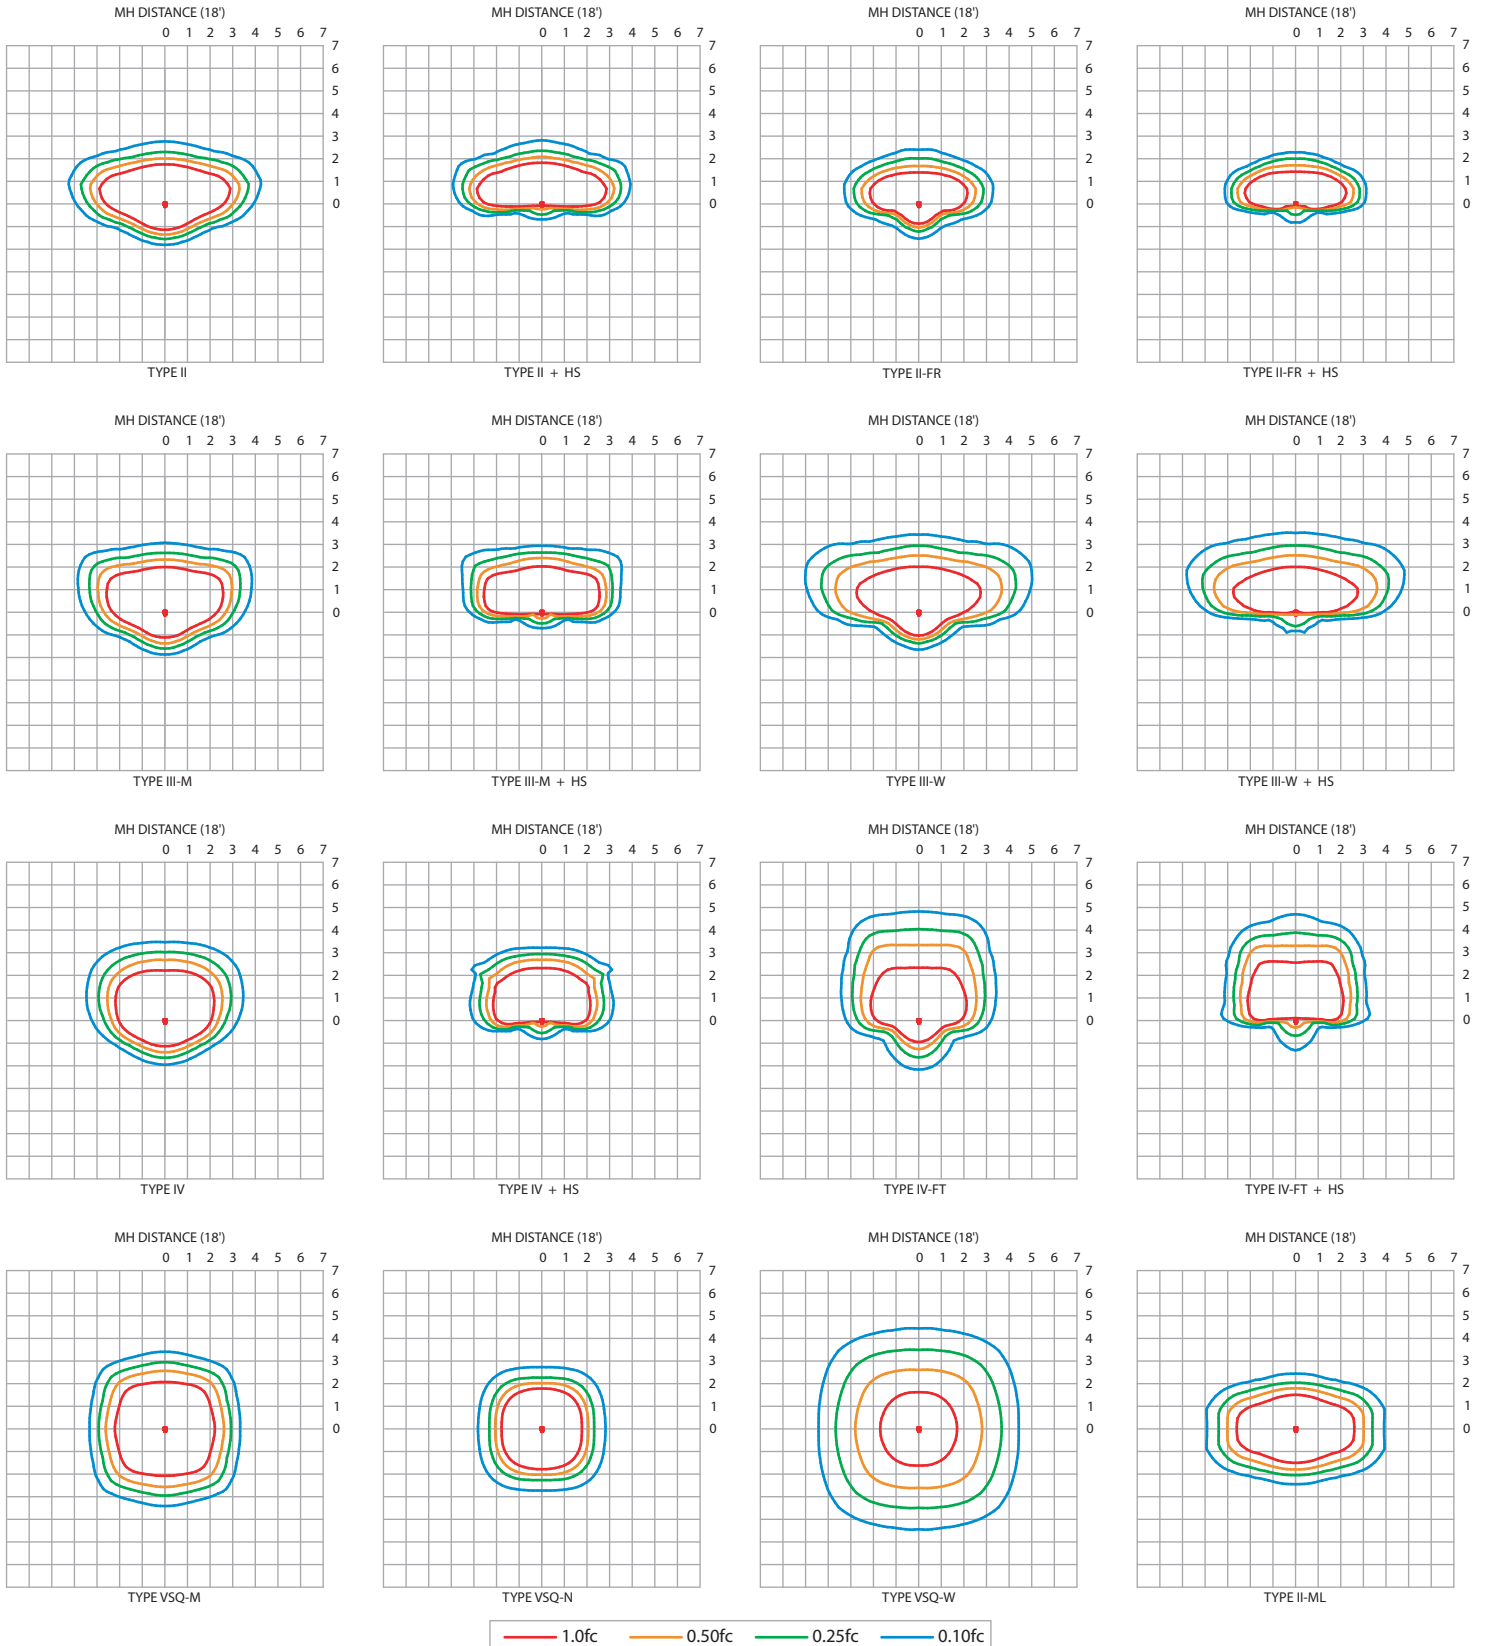 MH DISTANCE (18') MH DISTANCE (18') MH DISTANCE (18') MH DISTANCE (18')
0 1 2 3 4 5 6 7 0 1 2 3 4 5 6 7 0 1 2 3 4 5 6 7 0 1 2 3 4 5 6 7
7 7 7 7
6 6 6 6
5 5 5 5
4 4 4 4
3 3 3 3
2 2 2 2
1 1 1 1
0 0 0 0
TYPE II TYPE II + HS TYPE II-FR TYPE II-FR + HS
MH DISTANCE (18') MH DISTANCE (18') MH DISTANCE (18') MH DISTANCE (18')
0 1 2 3 4 5 6 7 0 1 2 3 4 5 6 7 0 1 2 3 4 5 6 7 0 1 2 3 4 5 6 7
7 7 7 7
6 6 6 6
5 5 5 5
4 4 4 4
3 3 3 3
2 2 2 2
1 1 1 1
0 0 0 0
TYPE III-M TYPE III-M + HS TYPE III-W TYPE III-W + HS
MH DISTANCE (18') MH DISTANCE (18') MH DISTANCE (18') MH DISTANCE (18')
0 1 2 3 4 5 6 7 0 1 2 3 4 5 6 7 0 1 2 3 4 5 6 7 0 1 2 3 4 5 6 7
7 7 7 7
6 6 6 6
5 5 5 5
4 4 4 4
3 3 3 3
2 2 2 2
1 1 1 1
0 0 0 0
TYPE IV TYPE IV + HS TYPE IV-FT TYPE IV-FT + HS
MH DISTANCE (18') MH DISTANCE (18') MH DISTANCE (18') MH DISTANCE (18')
0 1 2 3 4 5 6 7 0 1 2 3 4 5 6 7 0 1 2 3 4 5 6 7 0 1 2 3 4 5 6 7
7 7 7 7
6 6 6 6
5 5 5 5
4 4 4 4
3 3 3 3
2 2 2 2
1 1 1 1
0 0 0 0
TYPE VSQ-M TYPE VSQ-N TYPE VSQ-W TYPE II-ML
1.0fc 0.50fc 0.25fc 0.10fc